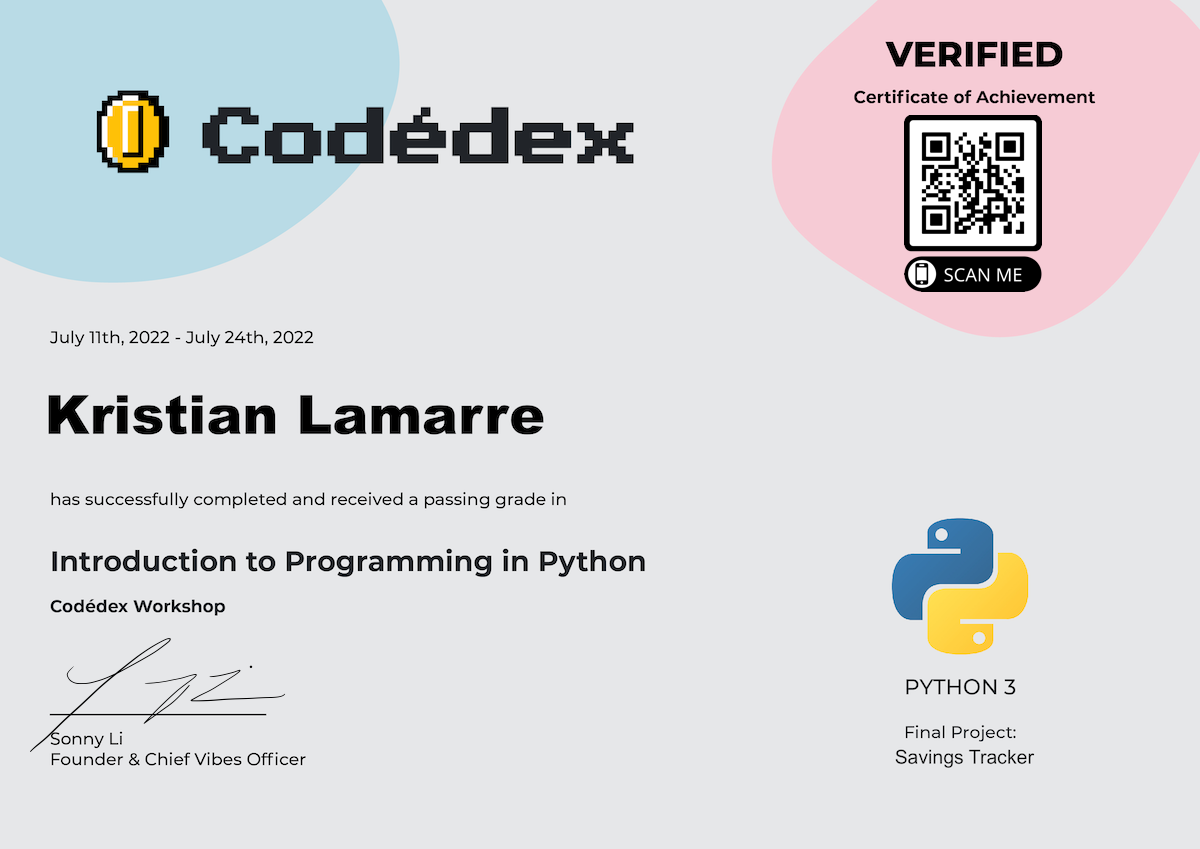 Codédex
VERIFIED
Certificate of Achievement
SCAN ME
July 11th, 2022 - July 24th, 2022
Kristian Lamarre
has successfully completed and received a passing grade in
Introduction to Programming in Python
Codédex Workshop
Sonny Li
Founder & Chief Vibes Officer
PYTHON 3
Final Project:
Savings Tracker